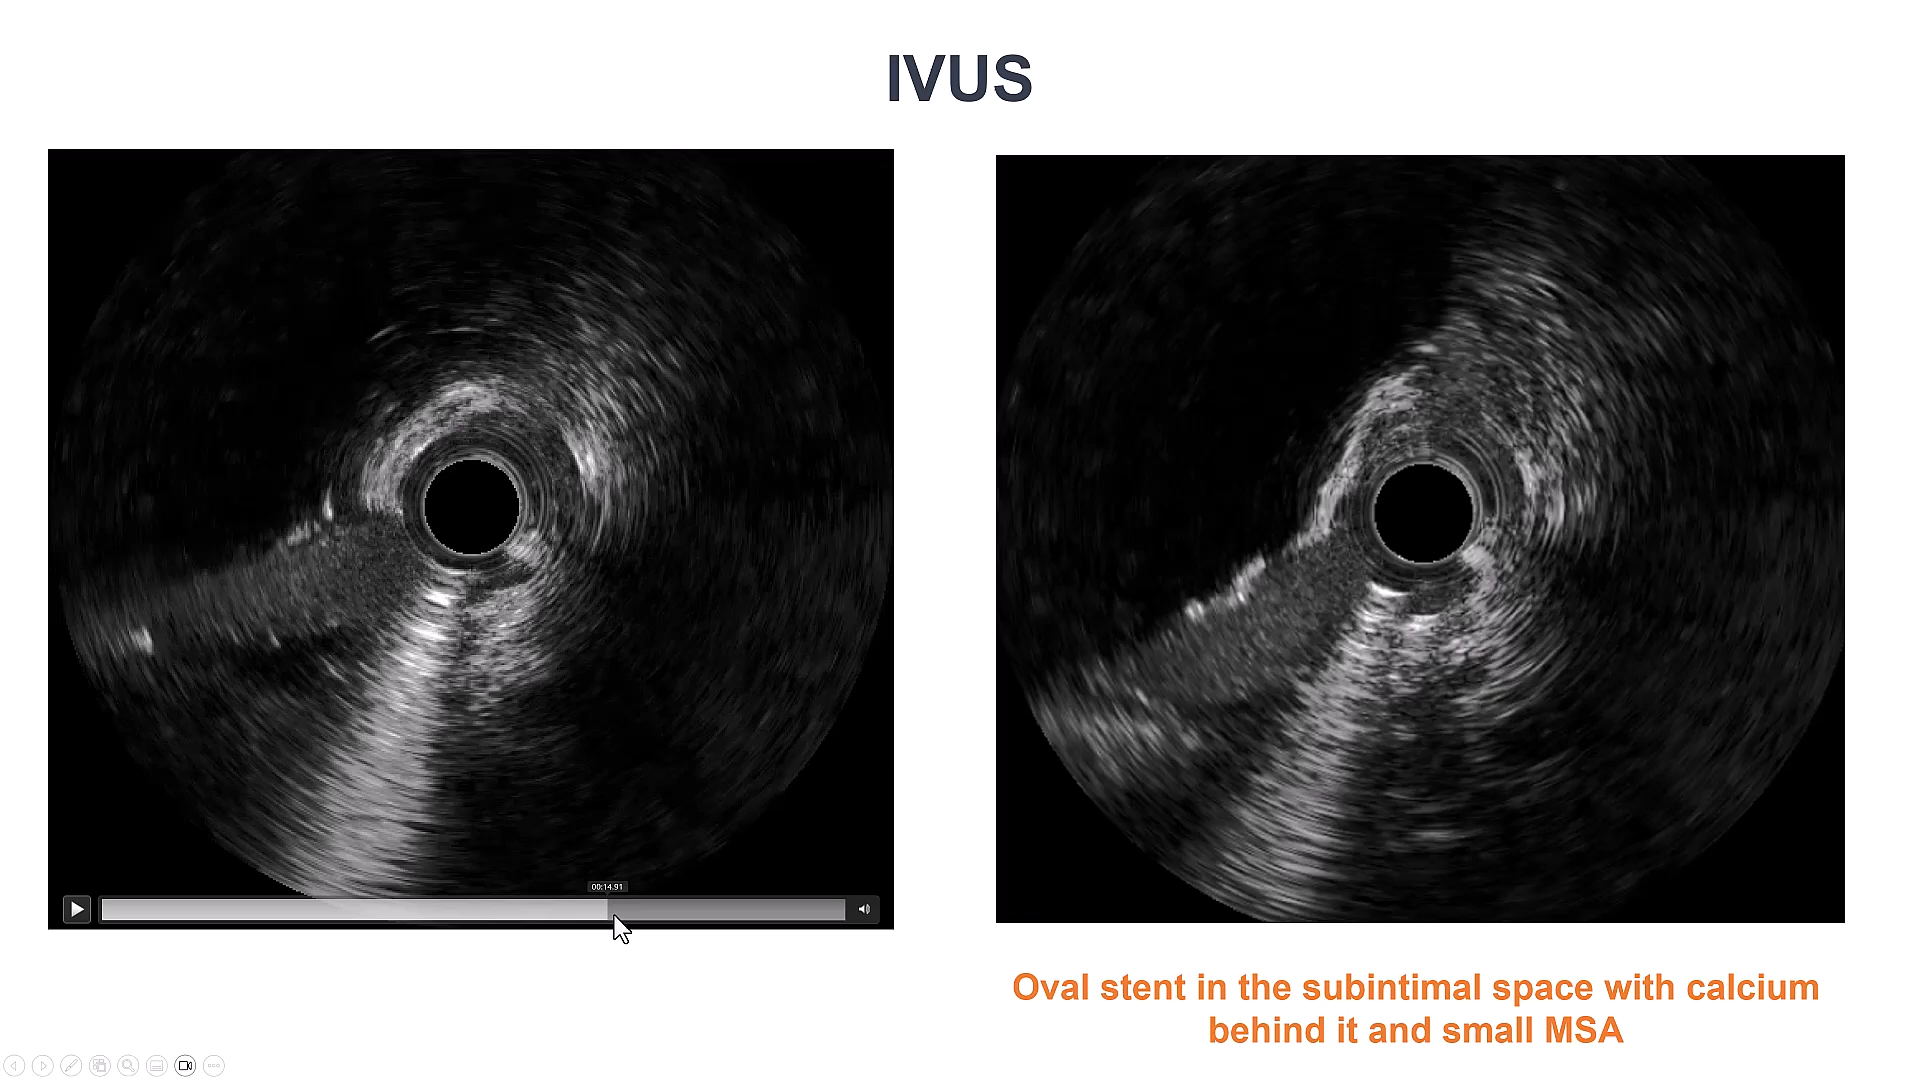 IVUS
00:14.91
Oval stent in the subintimal space with calcium
behind it and small MSA